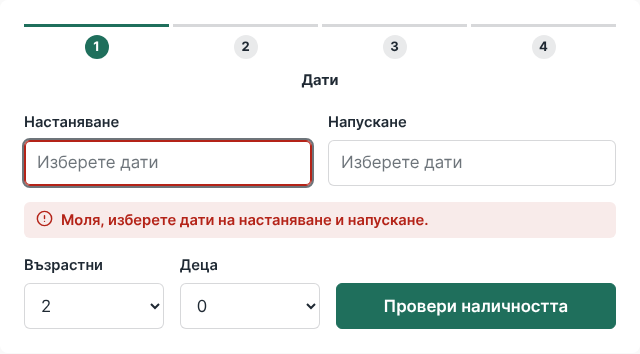 1 2 3 4
Дати
Настаняване Напускане
Изберете дати Изберете дати
Моля, изберете дати на настаняване и напускане.
Възрастни Деца
2 0 Провери наличността